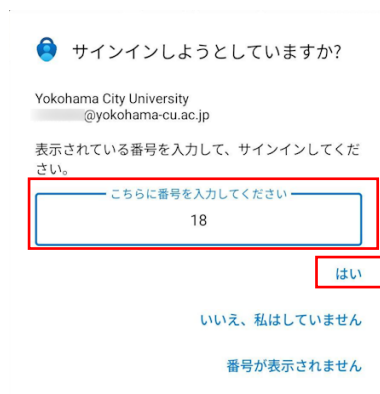 サインインしようとしていますか?
Yokohama City University
@yokohama-cu.ac.jp
表示されている番号を入力して、サインインしてくだ
さい。
こちらに番号を入力してください
18
はい
いいえ、私はしていません
番号が表示されません